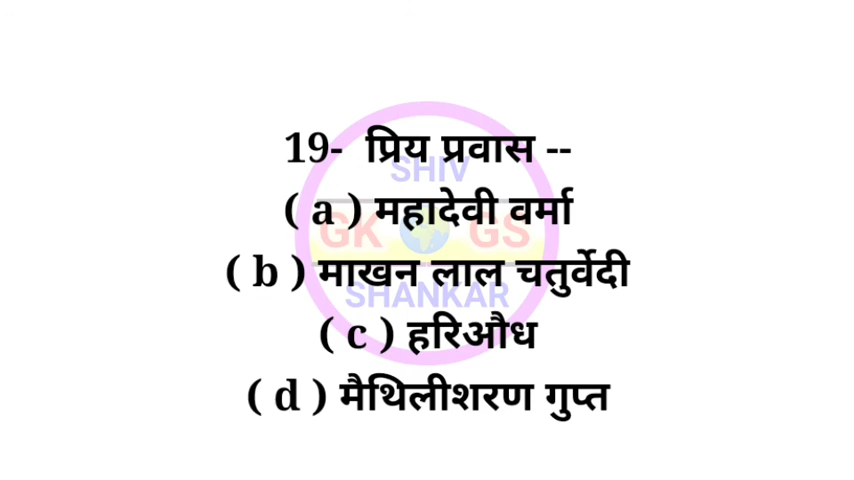 19- प्रिय प्रवास --
SHIV
( a ) महादेवी वर्मा
GK GS
( b ) माखन लाल चतुर्वेदी
SHANKAR
( c ) हरिऔध
( d ) मैथिलीशरण गुप्त